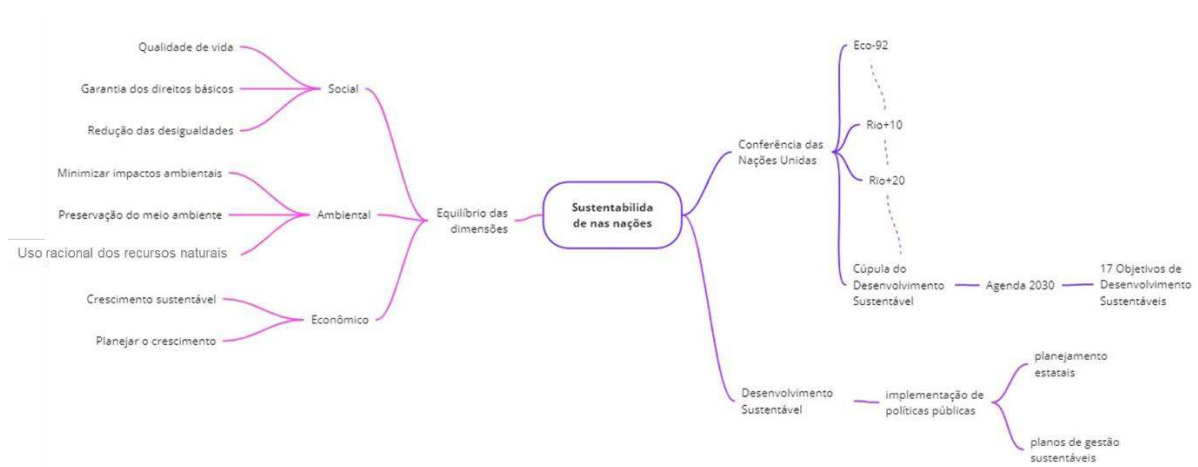 Qualidade de vida
Garantia dos direitos básicos
Redução das desigualdades
Social
Minimizar impactos ambientais
Preservação do meio ambiente
Uso racional dos recursos naturais
Ambiental
Crescimento sustentável
Planejar o crescimento
Econômico
Equilíbrio das
dimensões
Sustentabilida
de nas nações
Conferência das
Nações Unidas
Eco-92
Rio+10
Rio+20
Cúpula do
Desenvolvimento
Sustentável
Agenda 2030
17 Objetivos de
Desenvolvimento
Sustentáveis
Desenvolvimento
Sustentável
implementação de
políticas públicas
planejamento
estatais
planos de gestão
sustentáveis